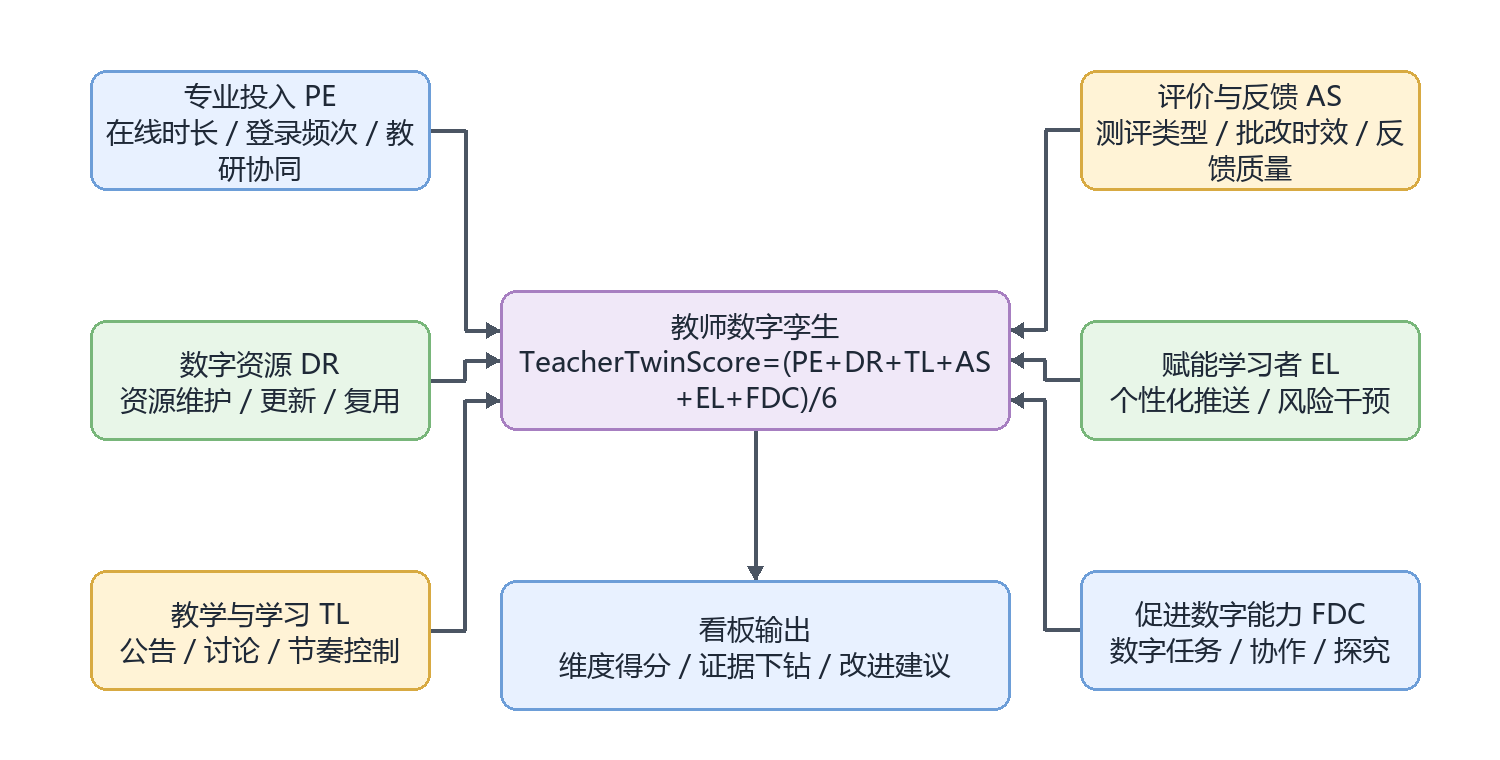 专业投入 PE
在线时长 / 登录频次 / 教
研协同
评价与反馈 AS
测评类型 / 批改时效 / 反
馈质量
教师数字孪生
TeacherTwinScore=(PE+DR+TL+AS
+EL+FDC)/6
数字资源 DR
资源维护 / 更新 / 复用
赋能学习者 EL
个性化推送 / 风险干预
教学与学习 TL
公告 / 讨论 / 节奏控制
看板输出
维度得分 / 证据下钻 / 改进建议
促进数字能力 FDC
数字任务 / 协作 / 探究